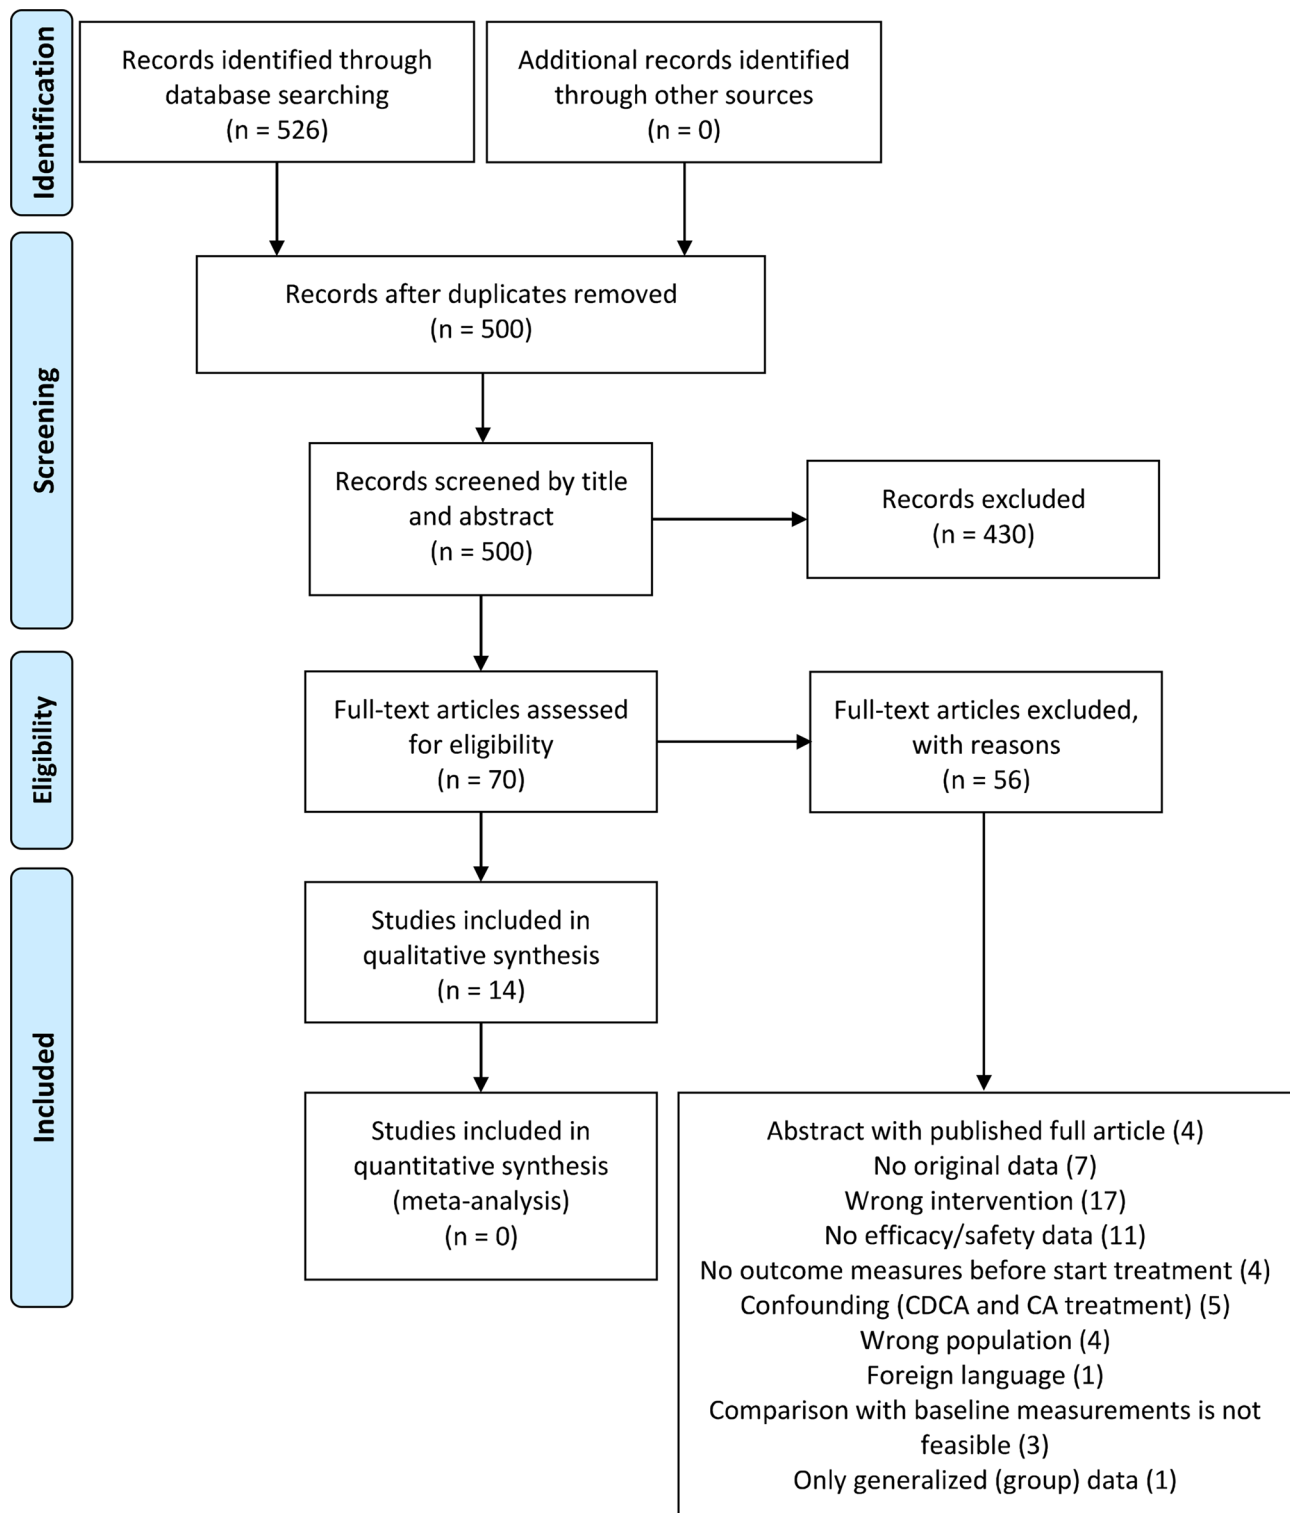 Identification
Records identified through
database searching
(n = 526)
Additional records identified
through other sources
(n = 0)
Screening
Records after duplicates removed
(n = 500)
Records screened by title
and abstract
(n = 500)
Records excluded
(n = 430)
Eligibility
Full-text articles assessed
for eligibility
(n = 70)
Full-text articles excluded,
with reasons
(n = 56)
Included
Studies included in
qualitative synthesis
(n = 14)
Studies included in
quantitative synthesis
(meta-analysis)
(n = 0)
Abstract with published full article (4)
No original data (7)
Wrong intervention (17)
No efficacy/safety data (11)
No outcome measures before start treatment (4)
Confounding (CDCA and CA treatment) (5)
Wrong population (4)
Foreign language (1)
Comparison with baseline measurements is not
feasible (3)
Only generalized (group) data (1)